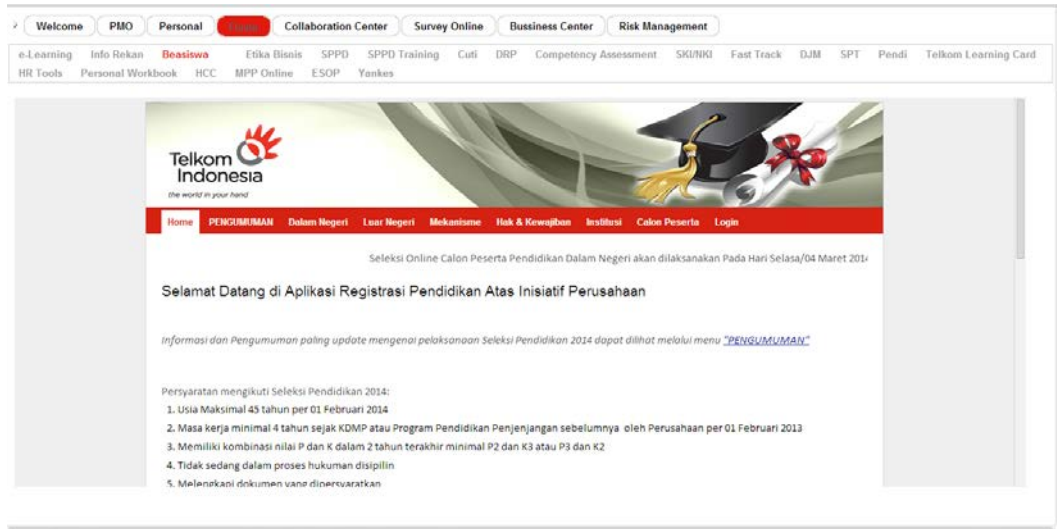 Welcome PMO Personal Collaboration Center Survey Online Bussiness Center Risk Management
e-Learning Info Rekan Beasiswa Etika Bisnis SPPD SPPD Training Cuti DRP Competency Assessment SKI/NKI Fast Track DJM SPT Pendi Telkom Learning Card
HR Tools Personal Workbook HCC MPP Online ESOP Yankes
Telkom
Indonesia
the world in your hand
Home PENGUMUMAN Dalam Negeri Luar Negeri Mekanisme Hak & Kewajiban Institusi Calon Peserta Login
Seleksi Online Calon Peserta Pendidikan Dalam Negeri akan dilaksanakan Pada Hari Selasa/04 Maret 201
Selamat Datang di Aplikasi Registrasi Pendidikan Atas Inisiatif Perusahaan
Informasi dan Pengumuman paling update mengenai pelaksanaan Seleksi Pendidikan 2014 dapat dilihat melalui menu "PENGUMUMAN"
Persyaratan mengikuti Seleksi Pendidikan 2014:
1. Usia Maksimal 45 tahun per 01 Februari 2014
2. Masa kerja minimal 4 tahun sejak KDMP atau Program Pendidikan Penjenjangan sebelumnya oleh Perusahaan per 01 Februari 2013
3. Memiliki kombinasi nilai P dan K dalam 2 tahun terakhir minimal P2 dan K3 atau P3 dan K2
4. Tidak sedang dalam proses hukuman disipilin
5. Melengkapi dokumen yang dipersyaratkan